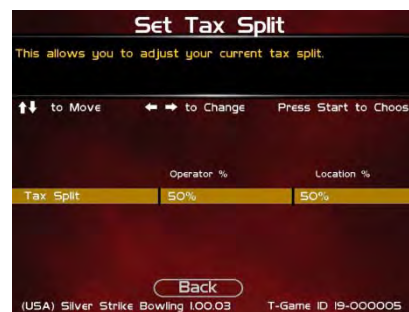 Set Tax Split
This allows you to adjust your current tax split.
to Move to Change Press Start to Choos
Operator % Location %
Tax Split 50% 50%
Back
(USA) Silver Strike Bowling 1.00.03 T-Game ID 19-000005